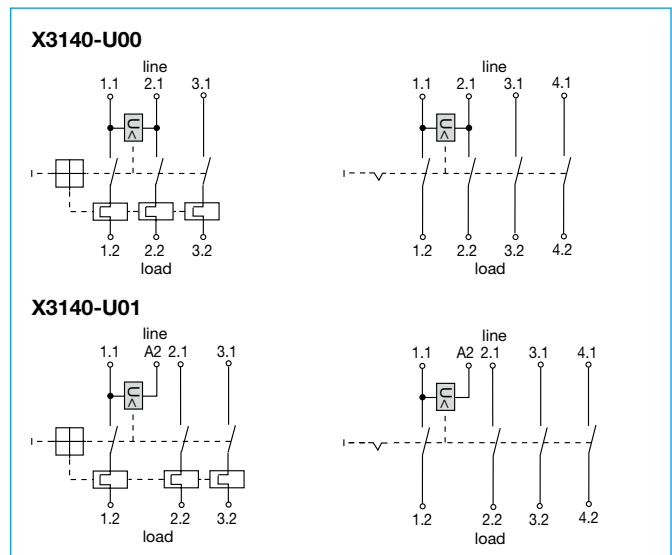 X3140-U00
line
1.1 2.1 3.1
U<
1.2 2.2 3.2
load
line
1.1 2.1 3.1 4.1
U<
1.2 2.2 3.2 4.2
load
X3140-U01
line
1.1 A2 2.1 3.1
U<
1.2 2.2 3.2
load
line
1.1 A2 2.1 3.1 4.1
U<
1.2 2.2 3.2 4.2
load